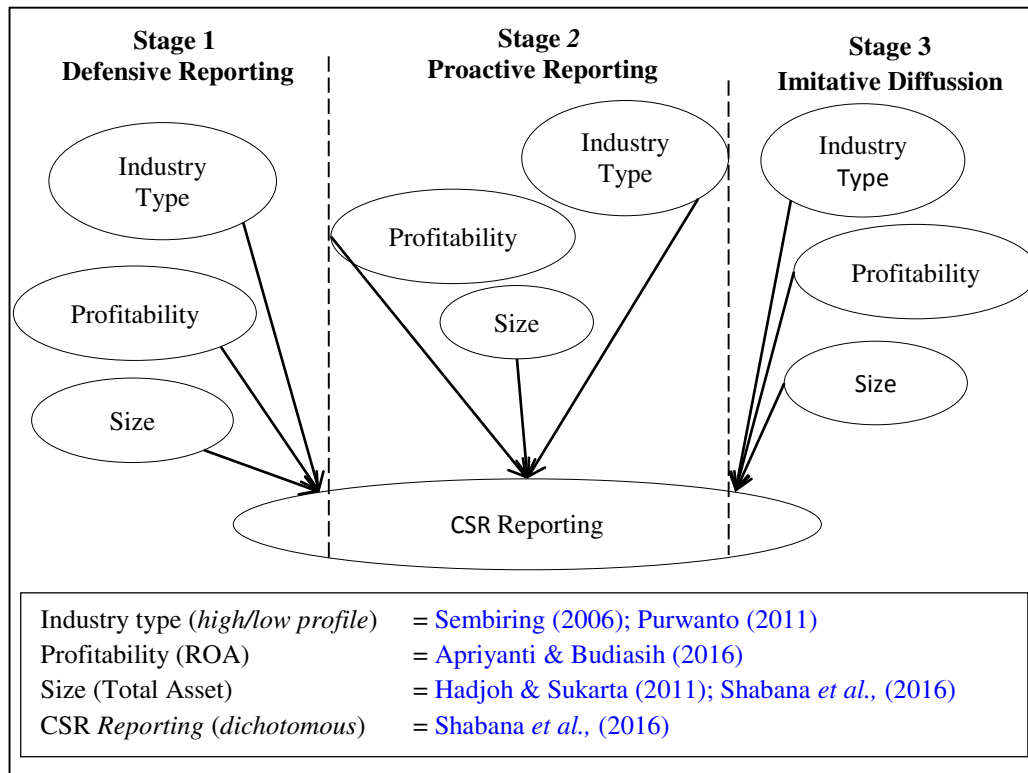 Stage 1
Defensive Reporting
Stage 2
Proactive Reporting
Stage 3
Imitative Diffussion
Industry
Type
Profitability
Size
Industry
Type
Profitability
Size
Industry
Type
Profitability
Size
CSR Reporting
Industry type (high/low profile) = Sembiring (2006); Purwanto (2011)
Profitability (ROA) = Apriyanti & Budiasih (2016)
Size (Total Asset) = Hadjoh & Sukarta (2011); Shabana et al., (2016)
CSR Reporting (dichotomous) = Shabana et al., (2016)